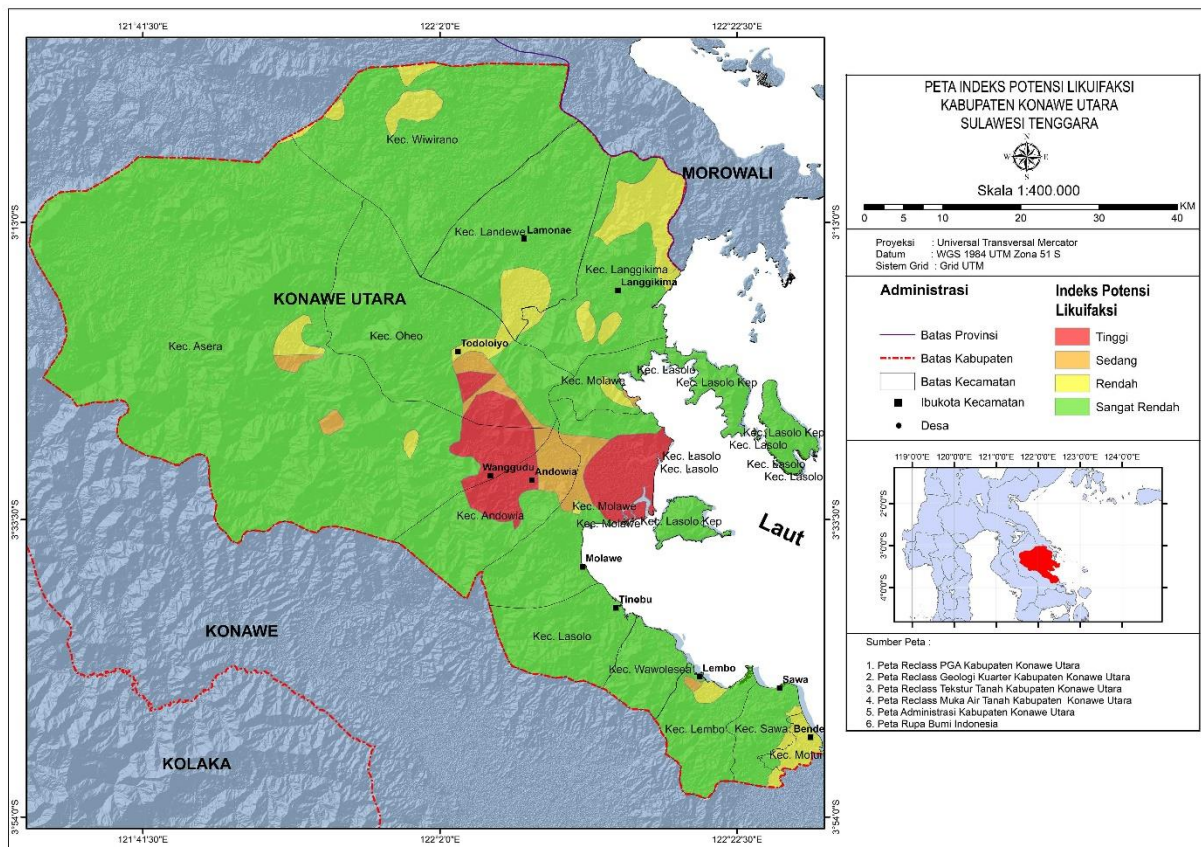 121°41'30"E 122°2'0"E 122°22'30"E
3°13'0"S
3°33'30"S
3°54'0"S
3°13'0"S
3°33'30"S
3°54'0"S
Kec. Wiwirano
MOROWALI
Kec. Landewe
Lamonae
Kec. Langgikima
Langgikima
KONAWE UTARA
Kec. Asera
Kec. Oheo
Todoloiyo
Kec. Molawe
Kec. Lasolo
Kec. Lasolo Kep
Kec. Lasolo Kep
Kec. Lasolo
Kec. Lasolo
Kec. Lasolo
Kec. Lasolo
Wanggudu
Andowia
Kec. Andowia
Kec. Molawe
Kec. Molawe
Kec. Lasolo Kep
Laut
Molawe
Tinobu
KONAWE
Kec. Lasolo
Kec. Wawolesea
Lembo
Sawa
Kec. Lembo
Kec. Sawa
Bende
KOLAKA
121°41'30"E 122°2'0"E 122°22'30"E
PETA INDEKS POTENSI LIKUIFAKSI
KABUPATEN KONAWE UTARA
SULAWESI TENGGARA
N
W E
S
Skala 1:400.000
KM
0 5 10 20 30 40
Proyeksi : Universal Transversal Mercator
Datum : WGS 1984 UTM Zona 51 S
Sistem Grid : Grid UTM
Administrasi
Batas Provinsi
Batas Kabupaten
Batas Kecamatan
Ibukota Kecamatan
Desa
Indeks Potensi
Likuifaksi
Tinggi
Sedang
Rendah
Sangat Rendah
119°0'0"E 120°0'0"E 121°0'0"E 122°0'0"E 123°0'0"E 124°0'0"E
2°0'0"S
3°0'0"S
4°0'0"S
Sumber Peta :
1. Peta Reclass PGA Kabupaten Konawe Utara
2. Peta Reclass Geologi Kuarter Kabupaten Konawe Utara
3. Peta Reclass Tekstur Tanah Kabupaten Konawe Utara
4. Peta Reclass Muka Air Tanah Kabupaten Konawe Utara
5. Peta Administrasi Kabupaten Konawe Utara
6. Peta Rupa Bumi Indonesia